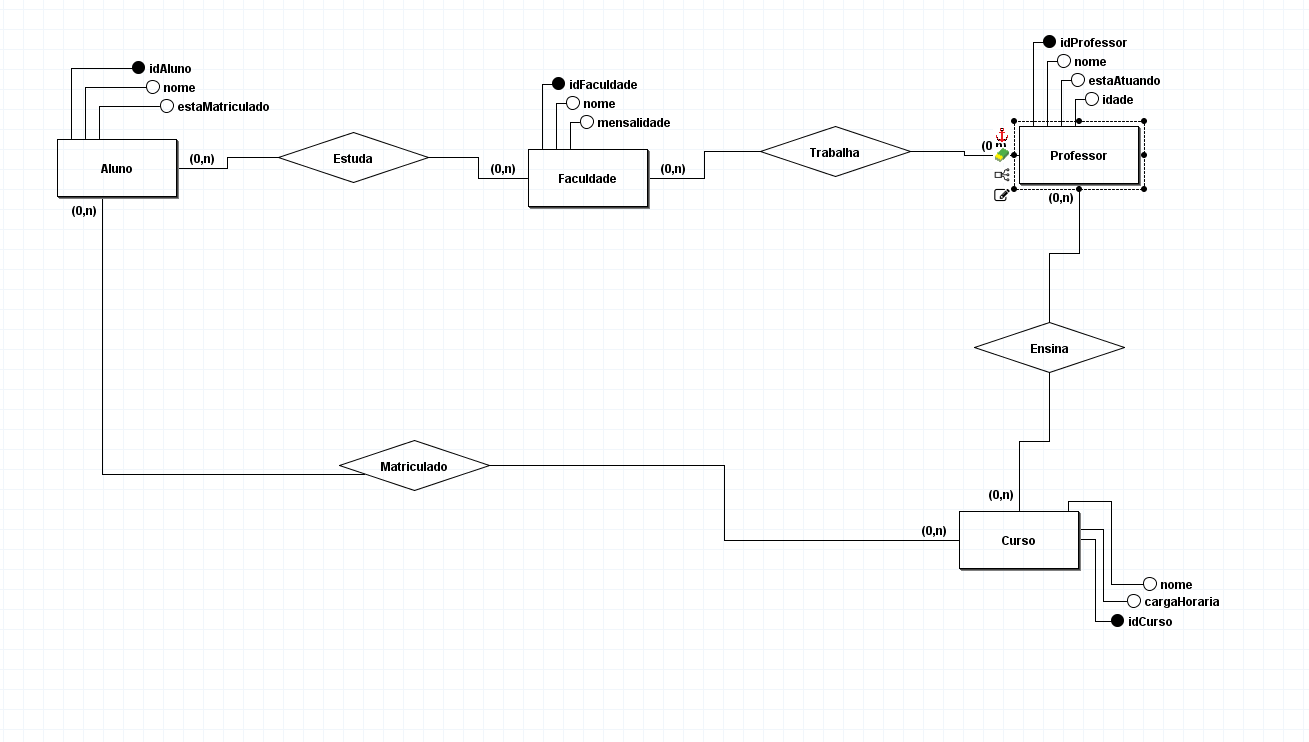 idAluno
nome
estaMatriculado
Aluno
(0,n)
(0,n)
Estuda
(0,n)
idFaculdade
nome
mensalidade
Faculdade
(0,n)
Trabalha
idProfessor
nome
estaAtuando
idade
(0
Professor
(0,n)
Ensina
Matriculado
(0,n)
(0,n)
Curso
nome
cargaHoraria
idCurso